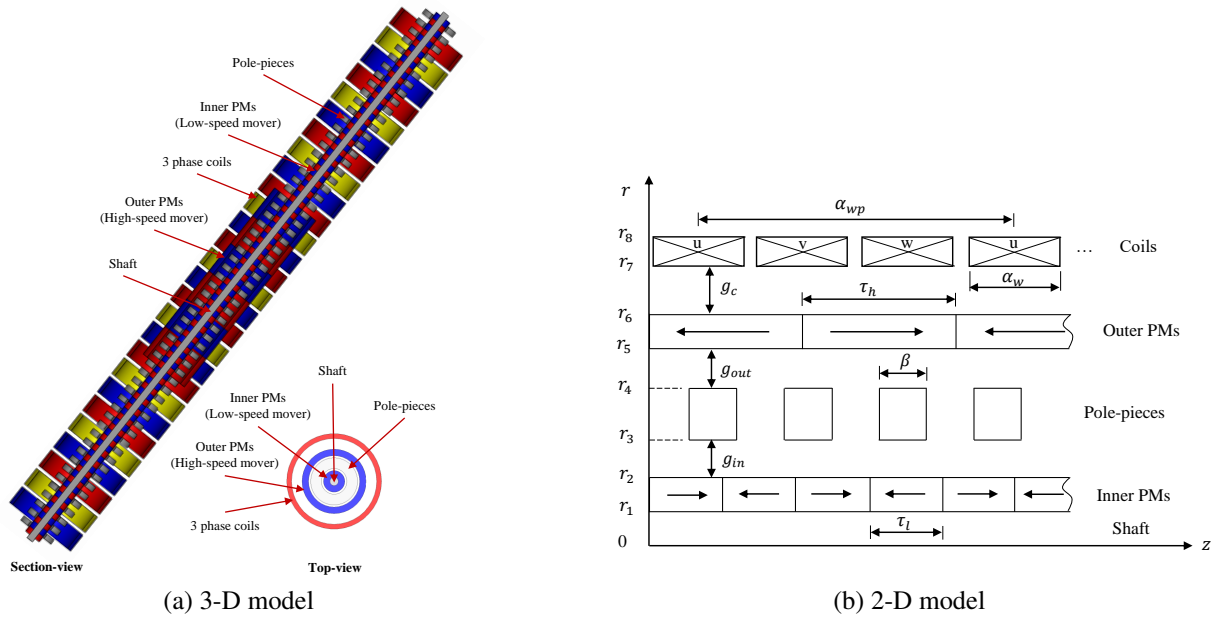 Pole-pieces
Inner PMs
(Low-speed mover)
3 phase coils
Outer PMs
(High-speed mover)
Shaft
Shaft
Inner PMs
(Low-speed mover)
Pole-pieces
Outer PMs
(High-speed mover)
3 phase coils
Section-view
Top-view
(a) 3-D model
r
α_wp
r_8
u v w u ... Coils
r_7
g_c
τ_h
α_w
r_6
Outer PMs
r_5
g_out
β
r_4
Pole-pieces
r_3
g_in
r_2
Inner PMs
r_1
τ_l
Shaft
0
z
(b) 2-D model